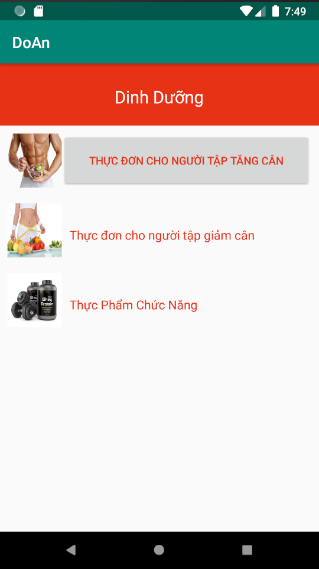 7:49
DoAn
Dinh Dưỡng
THỰC ĐƠN CHO NGƯỜI TẬP TĂNG CÂN
Thực đơn cho người tập giảm cân
Thực Phẩm Chức Năng